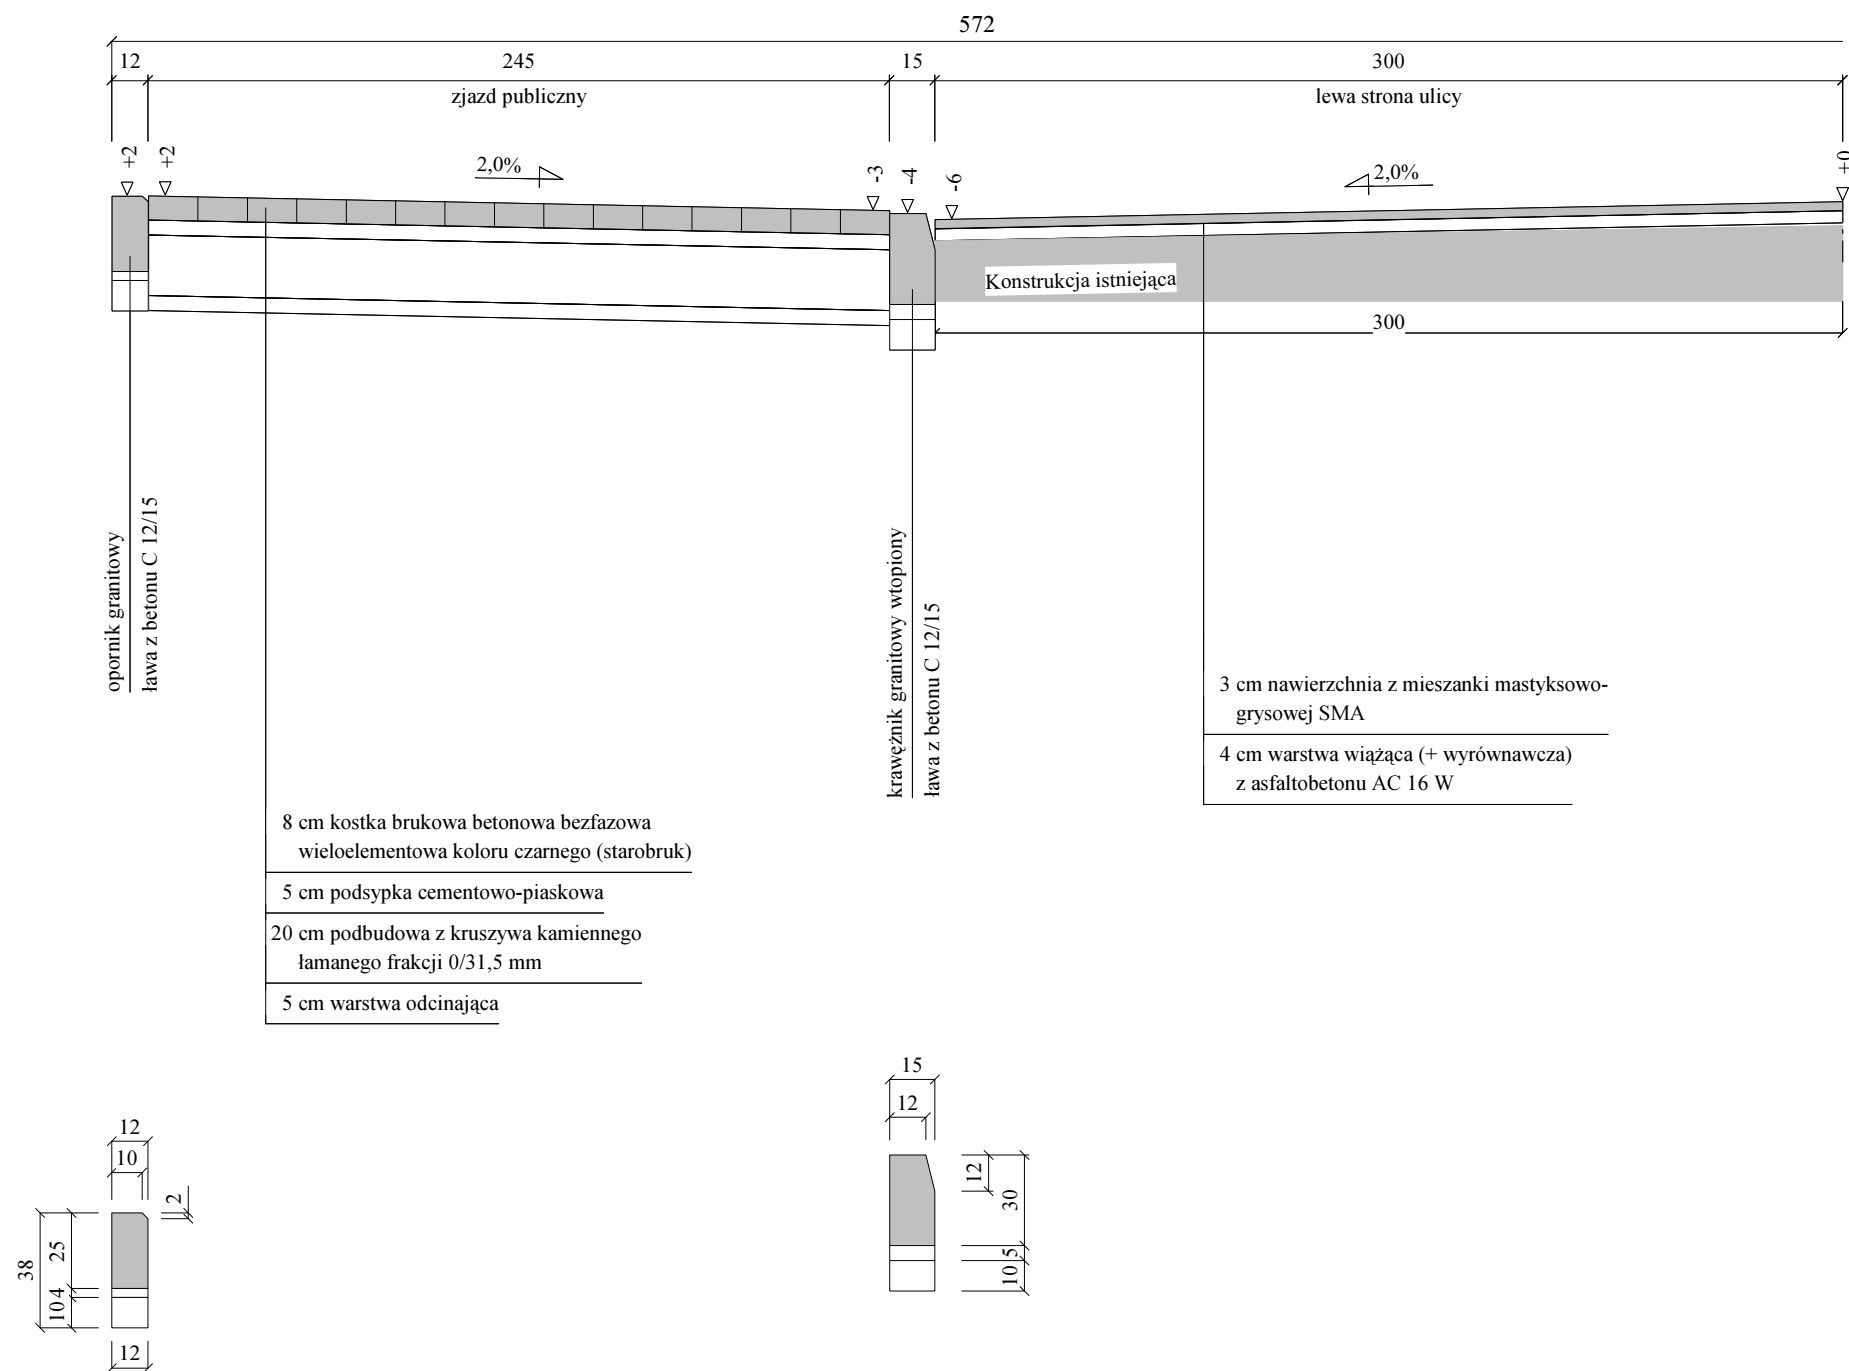 572
12
245
15
300
zjazd publiczny
lewa strona ulicy
+2
+2
2,0%
-3
-4
-6
2,0%
+0
Konstrukcja istniejąca
300
opornik granitowy
ława z betonu C 12/15
krawężnik granitowy wtopiony
ława z betonu C 12/15
3 cm nawierzchnia z mieszanki mastyksowo-
grysowej SMA
4 cm warstwa wiążąca (+ wyrównawcza)
z asfaltobetonu AC 16 W
8 cm kostka brukowa betonowa bezfazowa
wieloelementowa koloru czarnego (starobruk)
5 cm podsypka cementowo-piaskowa
20 cm podbudowa z kruszywa kamiennego
łamanego frakcji 0/31,5 mm
5 cm warstwa odcinająca
12
10
2
38
25
4
10
12
15
12
12
30
5
10